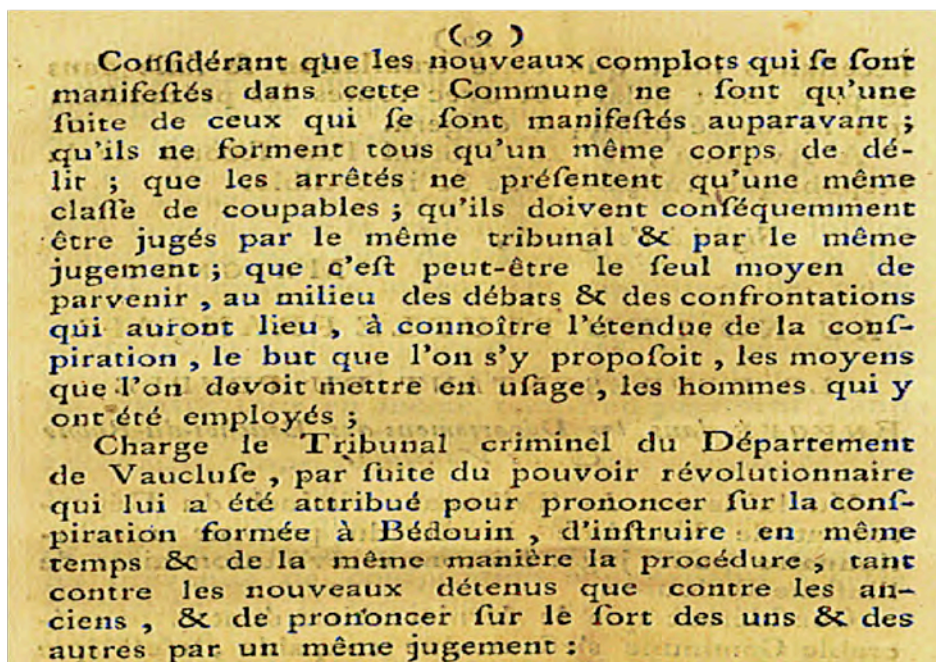 ( 9 )
Conſidérant que les nouveaux complots qui ſe ſont
manifeſtés dans cette Commune ne ſont qu'une
ſuite de ceux qui ſe ſont manifeſtés auparavant ;
qu'ils ne forment tous qu'un même corps de dé-
lit ; que les arrêtés ne préſentent qu'une même
claſſe de coupables ; qu'ils doivent conſéquemment
être jugés par le même tribunal & par le même
jugement ; que c'eſt peut-être le ſeul moyen de
parvenir , au milieu des débats & des confrontations
qui auront lieu , à connoître l'étendue de la conſ-
piration , le but que l'on s'y propoſoit , les moyens
que l'on devoit mettre en uſage , les hommes qui y
ont été employés ;
Charge le Tribunal criminel du Département
de Vaucluſe , par ſuite du pouvoir révolutionnaire
qui lui a été attribué pour prononcer ſur la conſ-
piration formée à Bédouin , d'inſtruire en même
temps & de la même manière la procédure , tant
contre les nouveaux détenus que contre les an-
ciens , & de prononcer ſur le ſort des uns & des
autres par un même jugement :